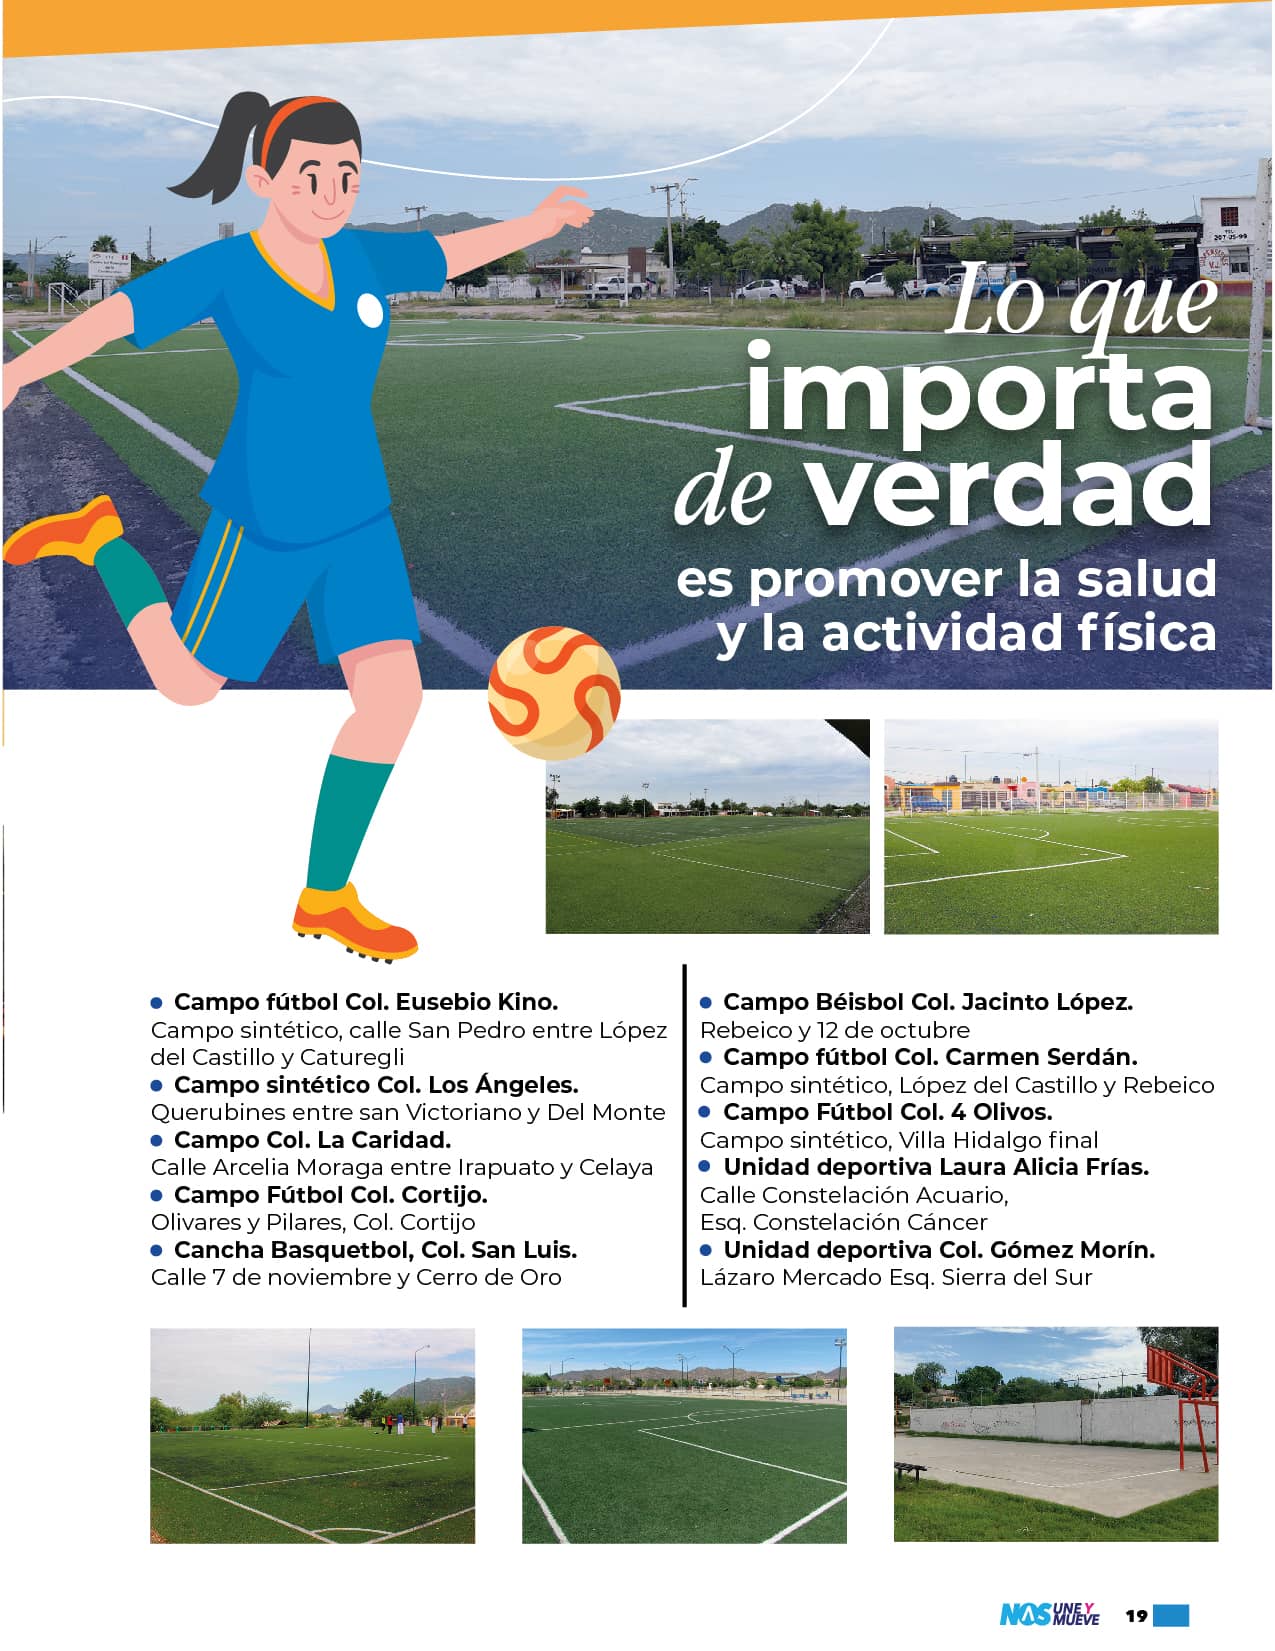 TEL.
207-05-99
Lo que
importa
de verdad
es promover la salud
y la actividad física
• Campo fútbol Col. Eusebio Kino.
Campo sintético, calle San Pedro entre López
del Castillo y Caturegli
• Campo sintético Col. Los Ángeles.
Querubines entre san Victoriano y Del Monte
• Campo Col. La Caridad.
Calle Arcelia Moraga entre Irapuato y Celaya
• Campo Fútbol Col. Cortijo.
Olivares y Pilares, Col. Cortijo
• Cancha Basquetbol, Col. San Luis.
Calle 7 de noviembre y Cerro de Oro
• Campo Béisbol Col. Jacinto López.
Rebeico y 12 de octubre
• Campo fútbol Col. Carmen Serdán.
Campo sintético, López del Castillo y Rebeico
• Campo Fútbol Col. 4 Olivos.
Campo sintético, Villa Hidalgo final
• Unidad deportiva Laura Alicia Frías.
Calle Constelación Acuario,
Esq. Constelación Cáncer
• Unidad deportiva Col. Gómez Morín.
Lázaro Mercado Esq. Sierra del Sur
NOS UNE Y
MUEVE
19